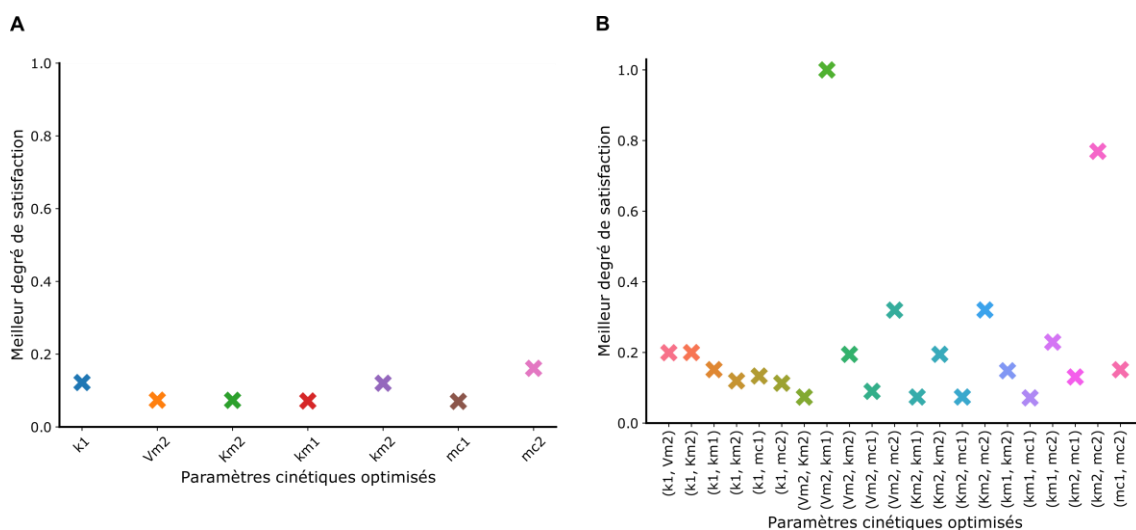 A
Meilleur degré de satisfaction
1.0
0.8
0.6
0.4
0.2
0.0
k1
Vm2
Km2
km1
km2
mc1
mc2
Paramètres cinétiques optimisés
B
Meilleur degré de satisfaction
1.0
0.8
0.6
0.4
0.2
0.0
(k1, Vm2)
(k1, Km2)
(k1, km1)
(k1, km2)
(k1, mc1)
(k1, mc2)
(Vm2, Km2)
(Vm2, km1)
(Vm2, km2)
(Vm2, mc1)
(Vm2, mc2)
(Km2, km1)
(Km2, km2)
(Km2, mc1)
(Km2, mc2)
(km1, km2)
(km1, mc1)
(km1, mc2)
(km2, mc1)
(km2, mc2)
(mc1, mc2)
Paramètres cinétiques optimisés